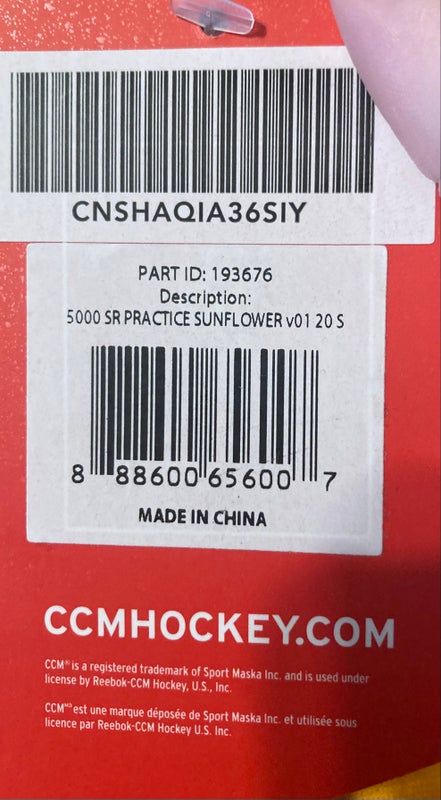 CNSHAQIA36SIY
PART ID: 193676
Description:
5000 SR PRACTICE SUNFLOWER v01 20 S
8 88600 65600 7
MADE IN CHINA
CCMHOCKEY.COM
CCM® is a registered trademark of Sport Maska Inc. and is used under
license by Reebok-CCM Hockey, U.S., Inc.
CCMᴹᴰ est une marque déposée de Sport Maska Inc. et utilisée sous
licence par Reebok-CCM Hockey U.S. Inc.